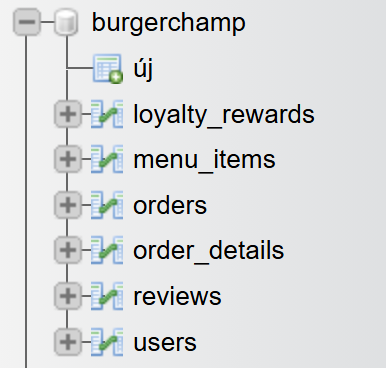 burgerchamp
új
loyalty_rewards
menu_items
orders
order_details
reviews
users